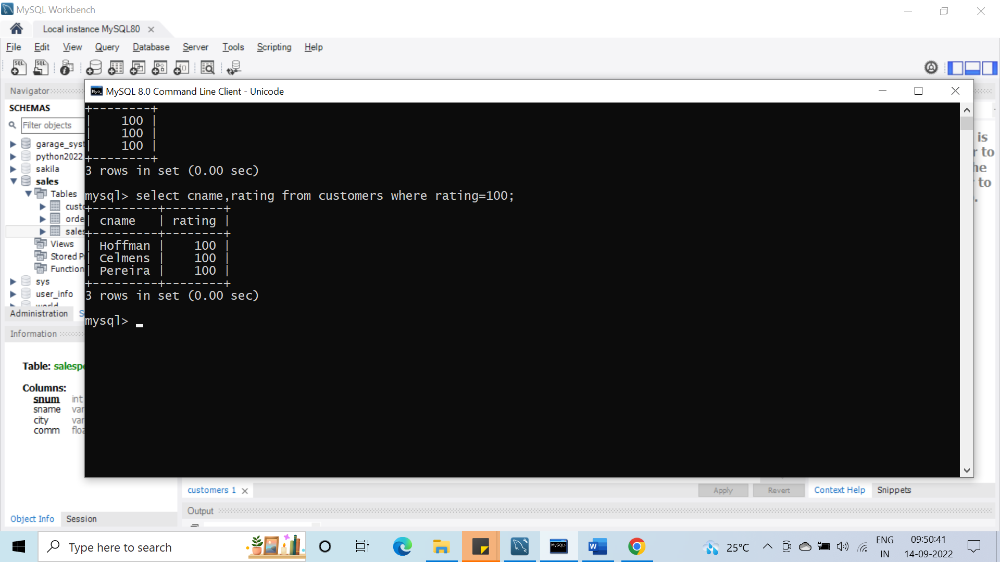 MySQL Workbench
Local instance MySQL80
File Edit View Query Database Server Tools Scripting Help
Navigator
MySQL 8.0 Command Line Client - Unicode
SCHEMAS
Filter objects
garage_syst
python2022
sakila
sales
Tables
custo
orde
sales
Views
Stored P
Function
sys
user_info
world
Administration S
Information
Table: salespe
Columns:
snum int
sname var
city var
comm floa
+--------+
| 100 |
| 100 |
| 100 |
+--------+
3 rows in set (0.00 sec)
mysql> select cname,rating from customers where rating=100;
+---------+--------+
| cname | rating |
+---------+--------+
| Hoffman | 100 |
| Celmens | 100 |
| Pereira | 100 |
+---------+--------+
3 rows in set (0.00 sec)
mysql>
is
r to
he
to
.
customers 1
Apply Revert Context Help Snippets
Output
Object Info Session
Type here to search
MySQL
W
25°C
ENG
IN
09:50:41
14-09-2022